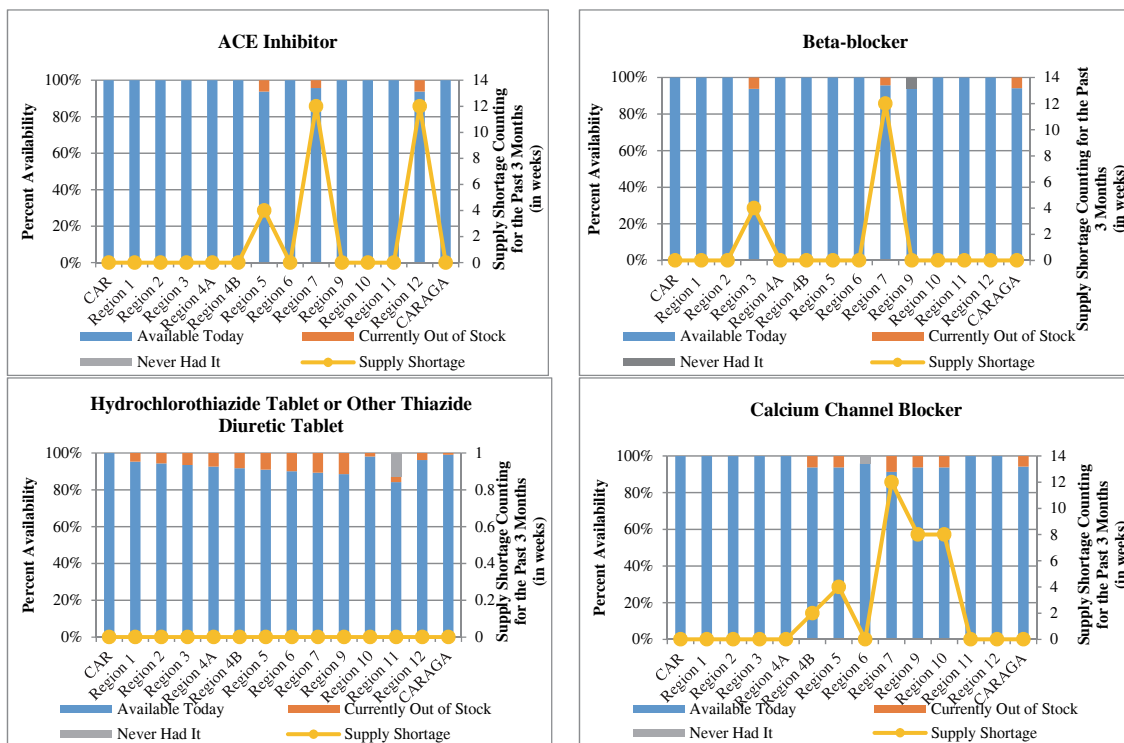 ACE Inhibitor
Percent Availability
100%
80%
60%
40%
20%
0%
14
12
10
8
6
4
2
0
Supply Shortage Counting
for the Past 3 Months
(in weeks)
CAR
Region 1
Region 2
Region 3
Region 4A
Region 4B
Region 5
Region 6
Region 7
Region 9
Region 10
Region 11
Region 12
CARAGA
Available Today
Currently Out of Stock
Never Had It
Supply Shortage
Beta-blocker
Percent Availability
100%
80%
60%
40%
20%
0%
14
12
10
8
6
4
2
0
Supply Shortage Counting for the Past
3 Months
(in weeks)
CAR
Region 1
Region 2
Region 3
Region 4A
Region 4B
Region 5
Region 6
Region 7
Region 9
Region 10
Region 11
Region 12
CARAGA
Available Today
Currently Out of Stock
Never Had It
Supply Shortage
Hydrochlorothiazide Tablet or Other Thiazide
Diuretic Tablet
Percent Availability
100%
80%
60%
40%
20%
0%
1
0.8
0.6
0.4
0.2
0
Supply Shortage Counting
for the Past 3 Months
(in weeks)
CAR
Region 1
Region 2
Region 3
Region 4A
Region 4B
Region 5
Region 6
Region 7
Region 9
Region 10
Region 11
Region 12
CARAGA
Available Today
Currently Out of Stock
Never Had It
Supply Shortage
Calcium Channel Blocker
Percent Availability
100%
80%
60%
40%
20%
0%
14
12
10
8
6
4
2
0
Supply Shortage Counting
for the Past 3 Months
(in weeks)
CAR
Region 1
Region 2
Region 3
Region 4A
Region 4B
Region 5
Region 6
Region 7
Region 9
Region 10
Region 11
Region 12
CARAGA
Available Today
Currently Out of Stock
Never Had It
Supply Shortage